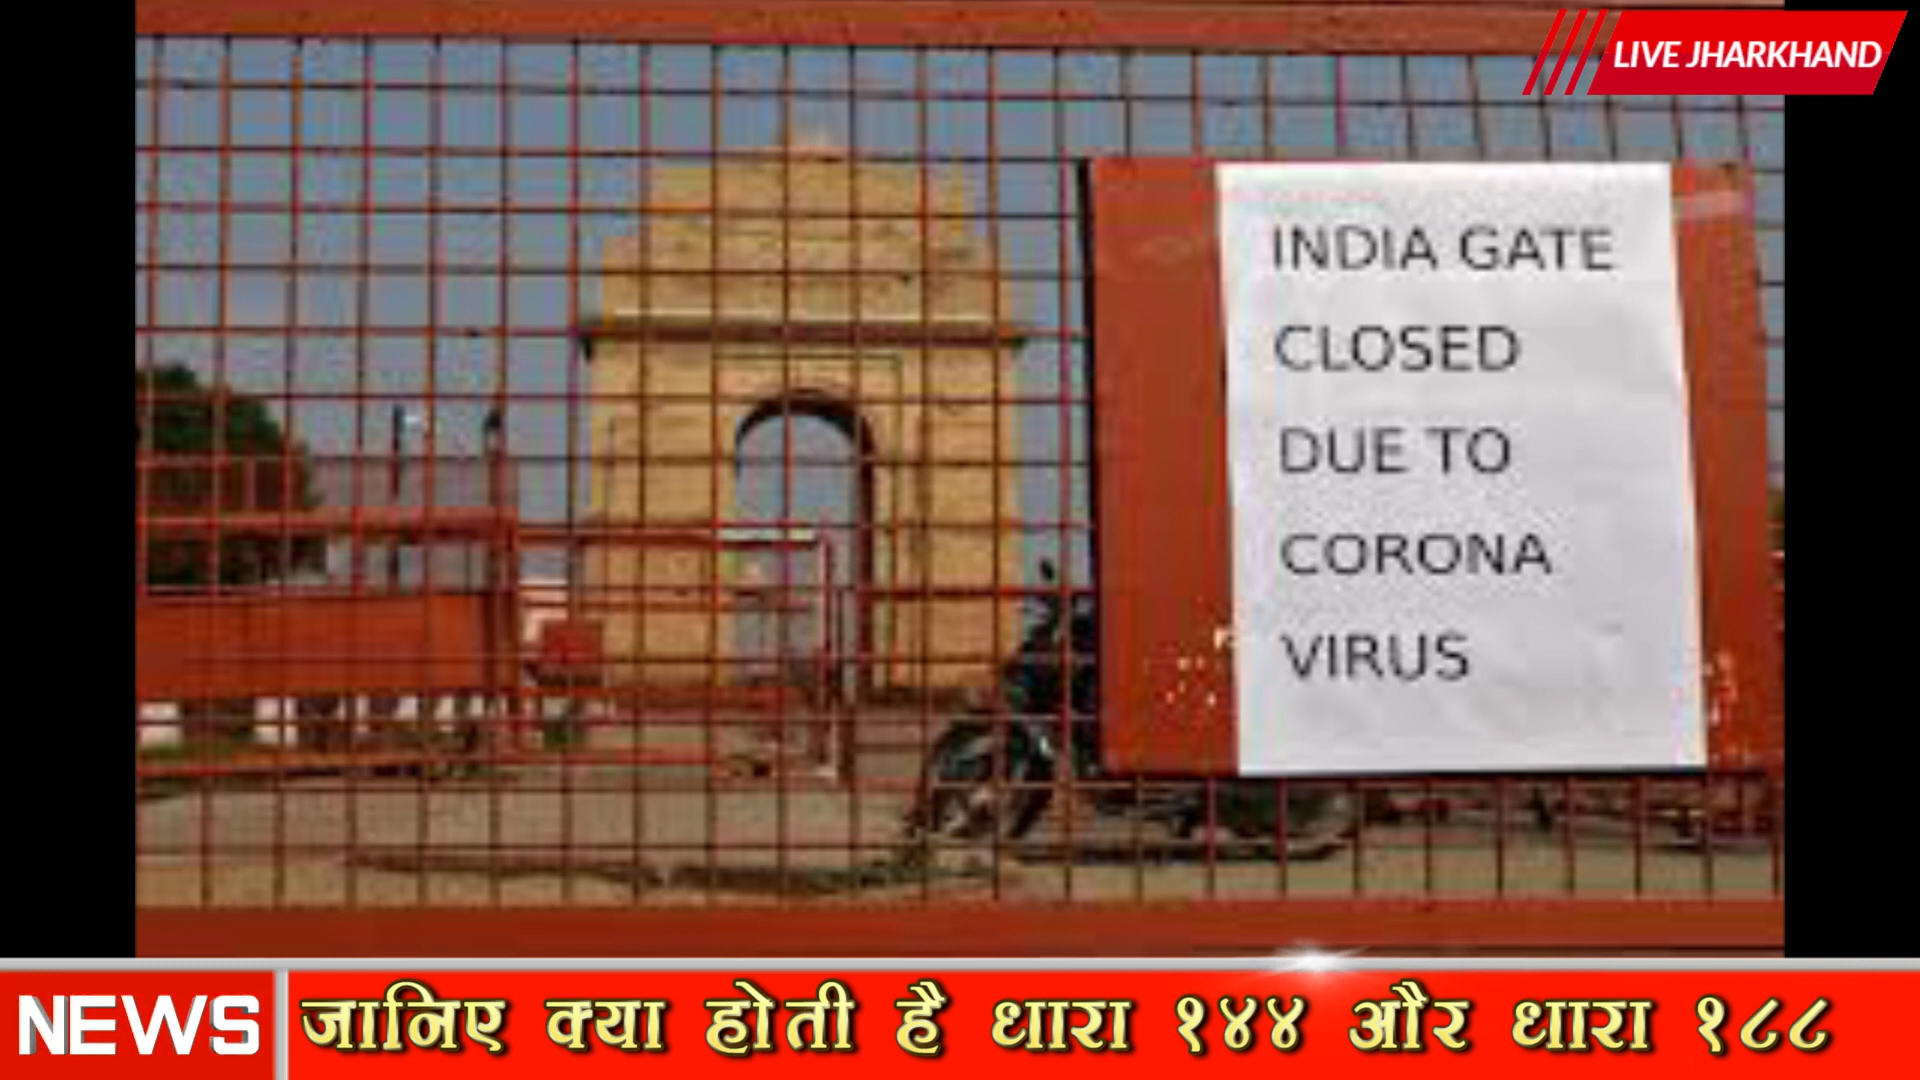 LIVE JHARKHAND
INDIA GATE
CLOSED
DUE TO
CORONA
VIRUS
NEWS
जानिए क्या होती है धारा १४४ और धारा १८८